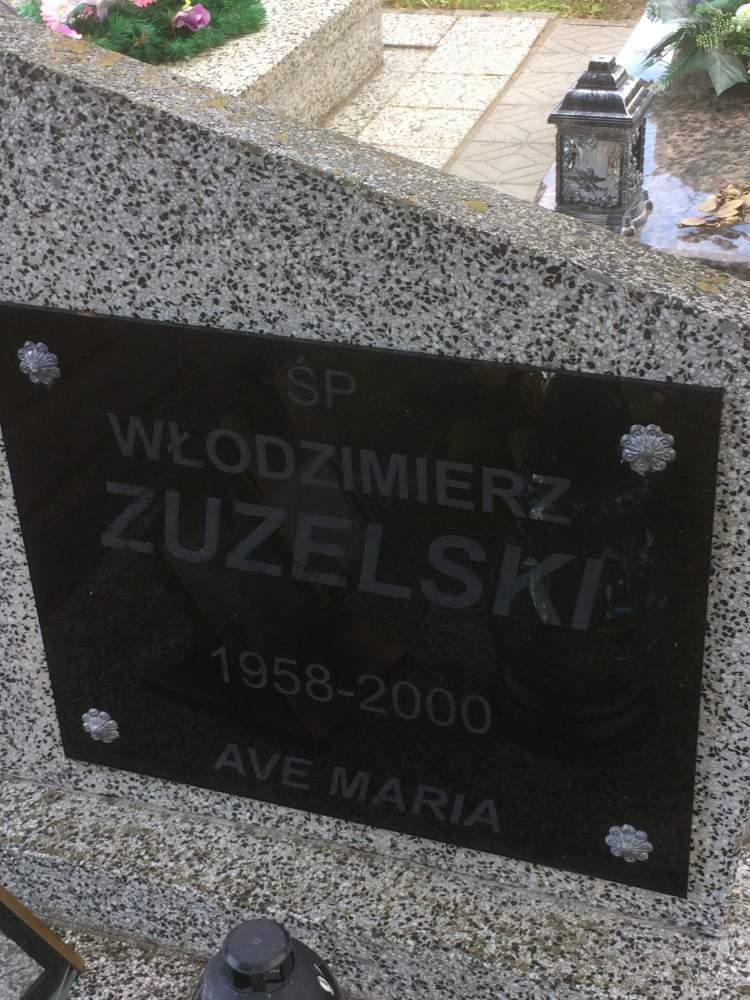 ŚP
WŁODZIMIERZ
ZUZELSKI
1958-2000
AVE MARIA